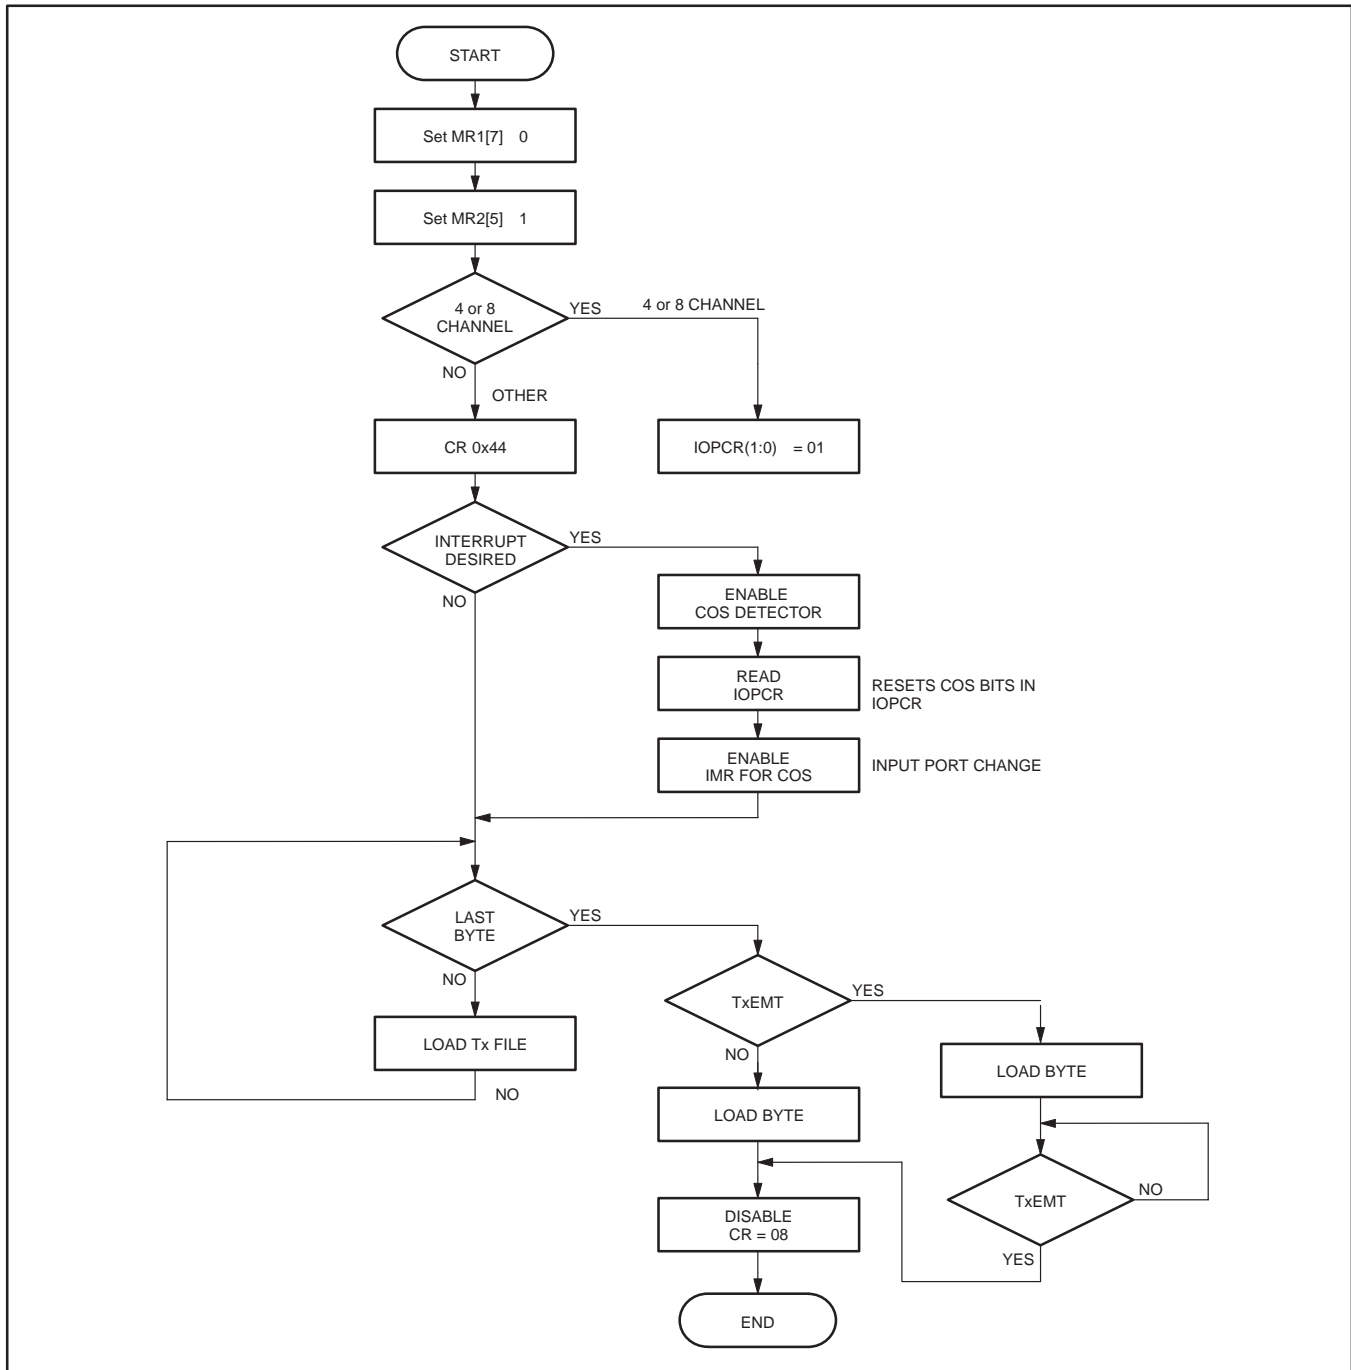 START
Set MR1[7] 0
Set MR2[5] 1
4 or 8
CHANNEL
YES
4 or 8 CHANNEL
NO
OTHER
CR 0x44
IOPCR(1:0) = 01
INTERRUPT
DESIRED
YES
NO
ENABLE
COS DETECTOR
READ
IOPCR
RESETS COS BITS IN
IOPCR
ENABLE
IMR FOR COS
INPUT PORT CHANGE
LAST
BYTE
YES
NO
LOAD Tx FILE
NO
TxEMT
YES
NO
LOAD BYTE
LOAD BYTE
TxEMT
NO
YES
DISABLE
CR = 08
END